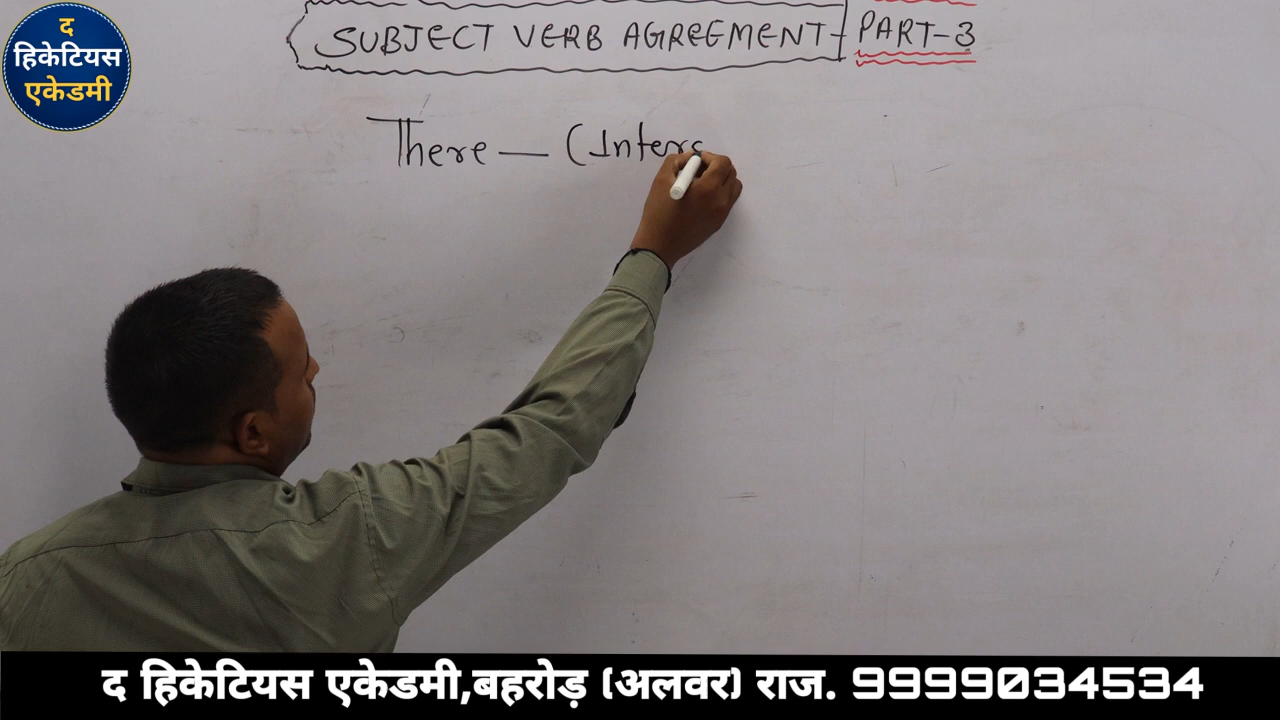 द
हिकेटियस
एकेडमी
SUBJECT VERB AGREEMENT- PART-3
There — (Inters
द हिकेटियस एकेडमी,बहरोड़ (अलवर) राज. 9999034534